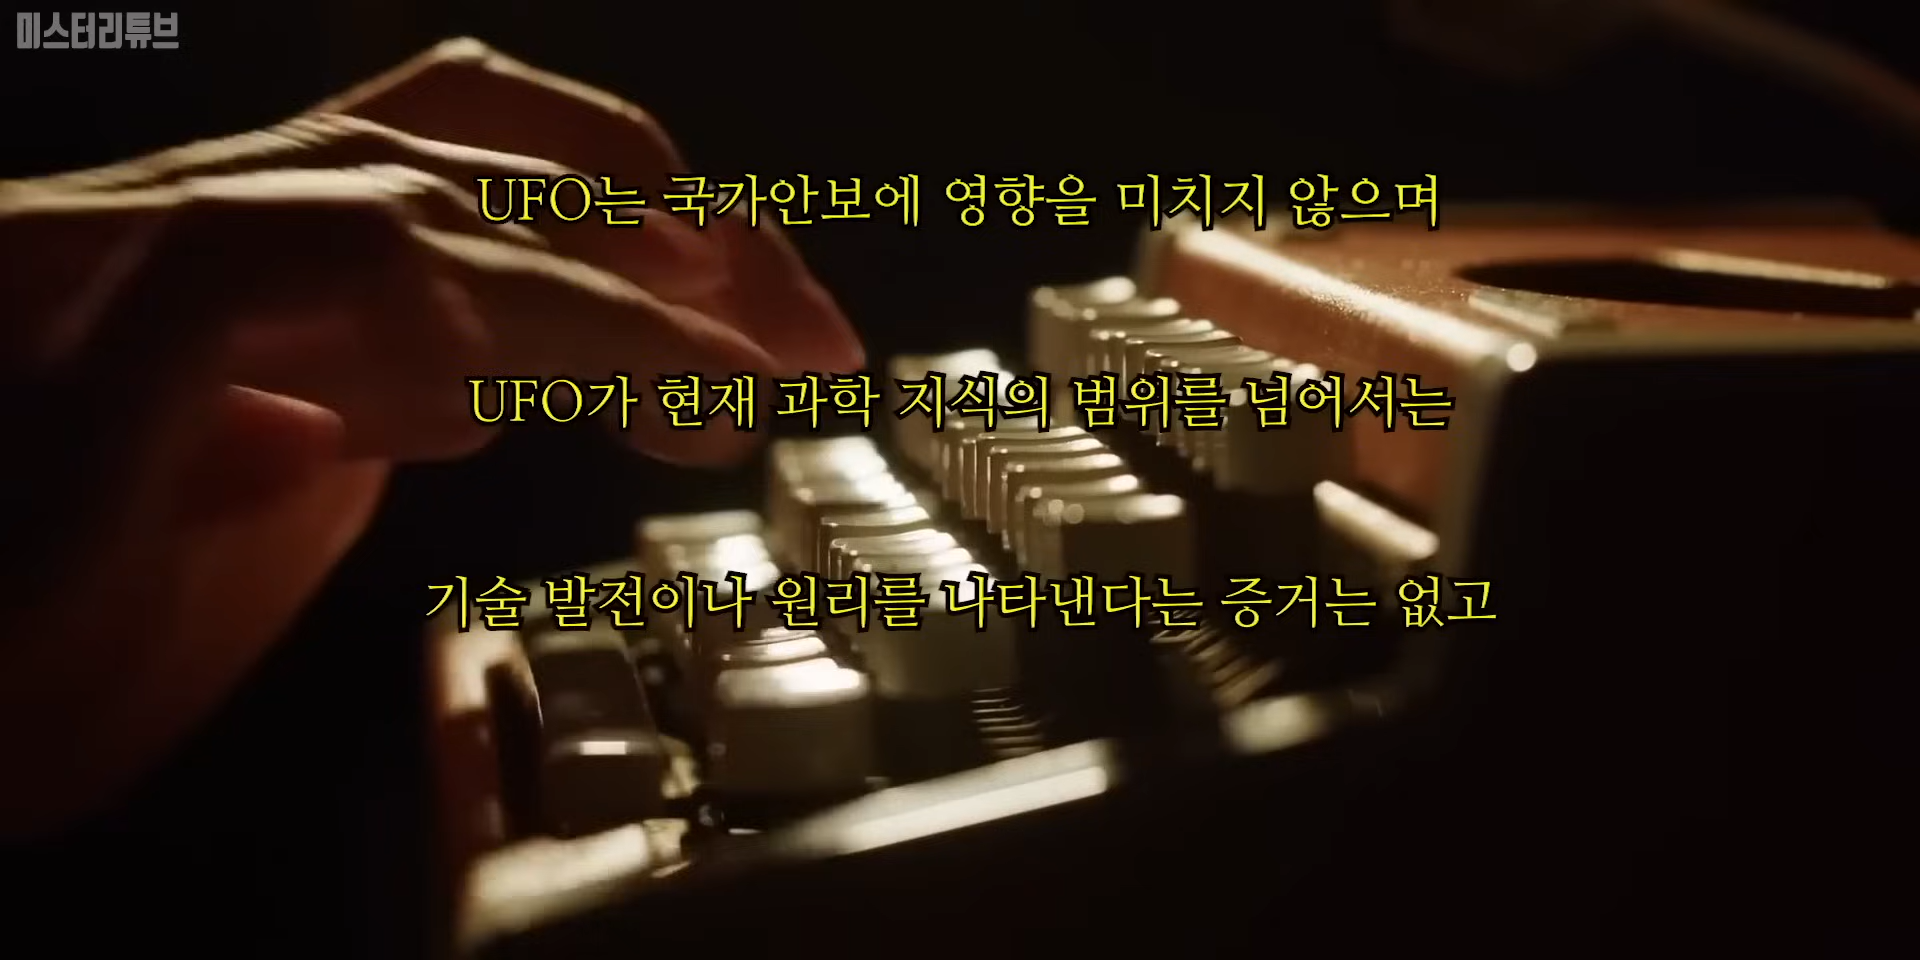 미스터리튜브
UFO는 국가안보에 영향을 미치지 않으며
UFO가 현재 과학 지식의 범위를 넘어서는
기술 발전이나 원리를 나타낸다는 증거는 없고